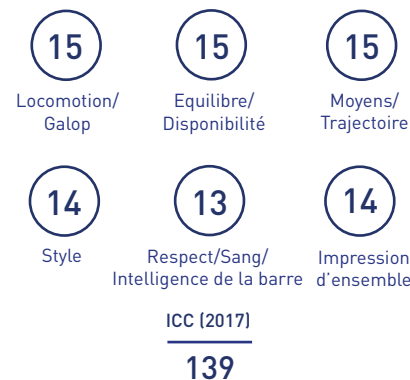 15 15 15
Locomotion/ Equilibre/ Moyens/
Galop Disponibilité Trajectoire
14 13 14
Style Respect/Sang/ Impression
Intelligence de la barre d'ensemble
ICC (2017)
139